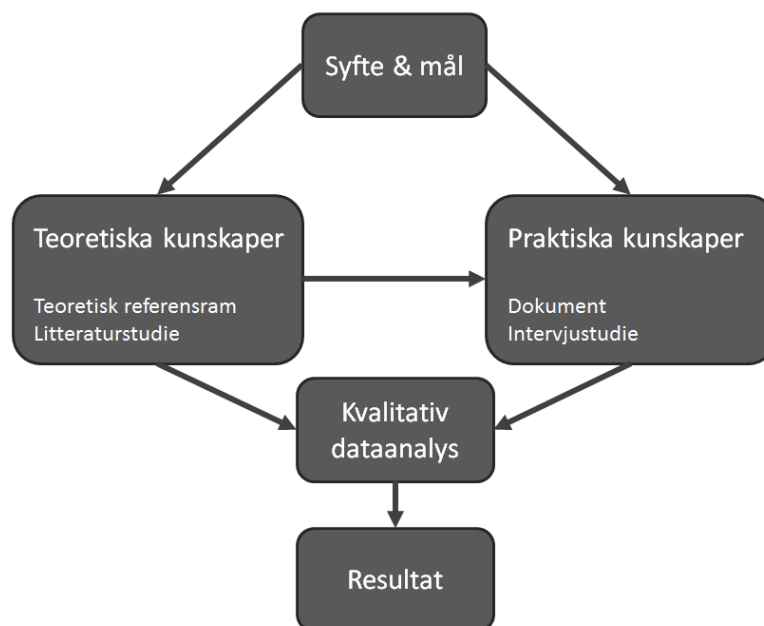 Syfte & mål
Teoretiska kunskaper
Teoretisk referensram
Litteraturstudie
Praktiska kunskaper
Dokument
Intervjustudie
Kvalitativ
dataanalys
Resultat